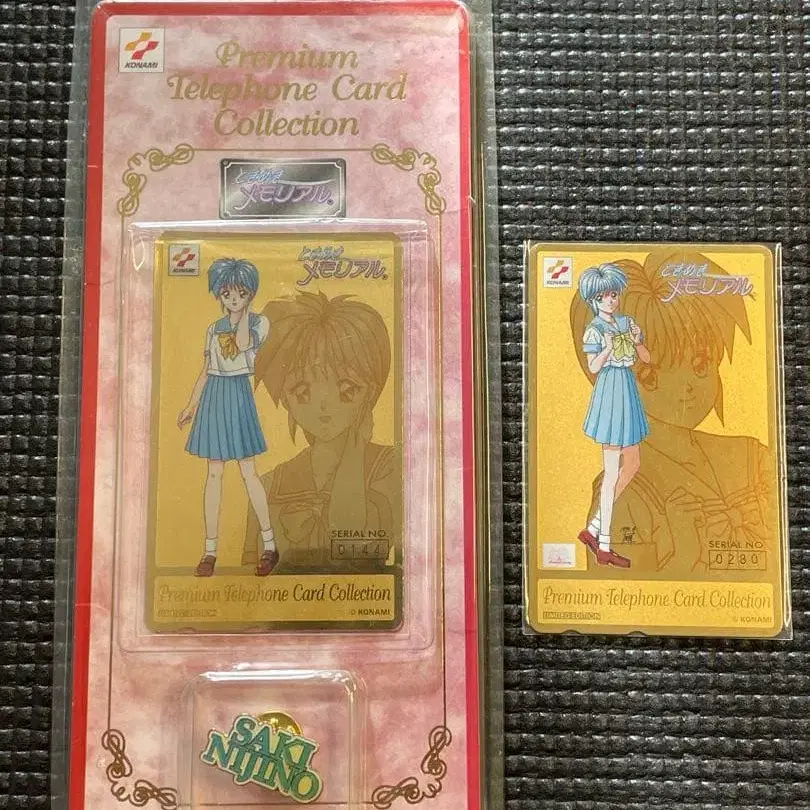 KONAMI
Premium
Telephone Card
Collection
ときめき
メモリアル
KONAMI
ときめき
メモリアル
SERIAL NO.
0144
Premium Telephone Card Collection
LIMITED EDITION
© KONAMI
SAKI
NIJINO
KONAMI
ときめき
メモリアル
SERIAL NO.
0280
Premium Telephone Card Collection
LIMITED EDITION
© KONAMI